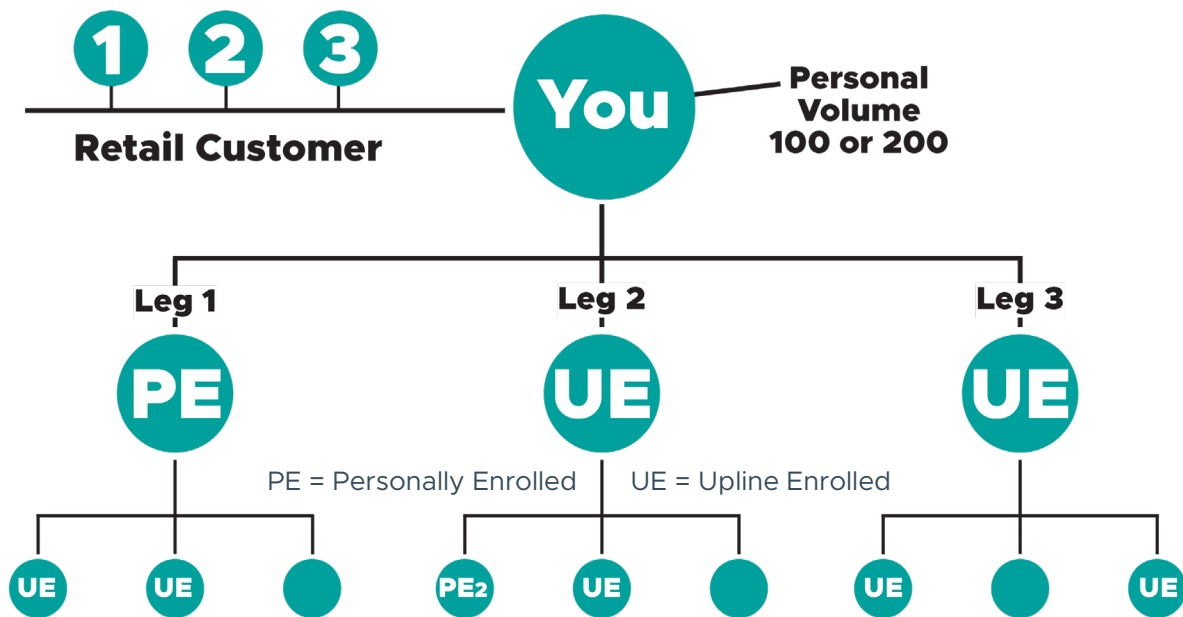 1 2 3
You
Personal
Volume
100 or 200
Retail Customer
Leg 1
Leg 2
Leg 3
PE
UE
UE
PE = Personally Enrolled
UE = Upline Enrolled
UE
UE
PE2
UE
UE
UE